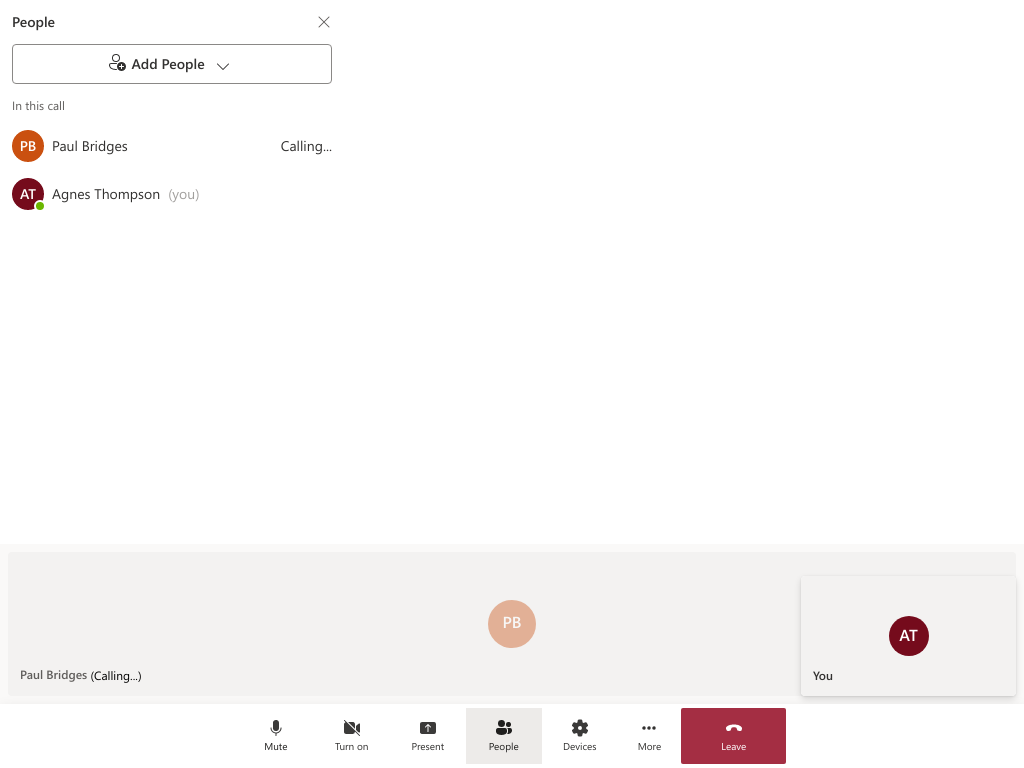 People
Add People
In this call
PB Paul Bridges Calling...
AT Agnes Thompson (you)
PB
AT
Paul Bridges (Calling...)
You
Mute Turn on Present People Devices More Leave